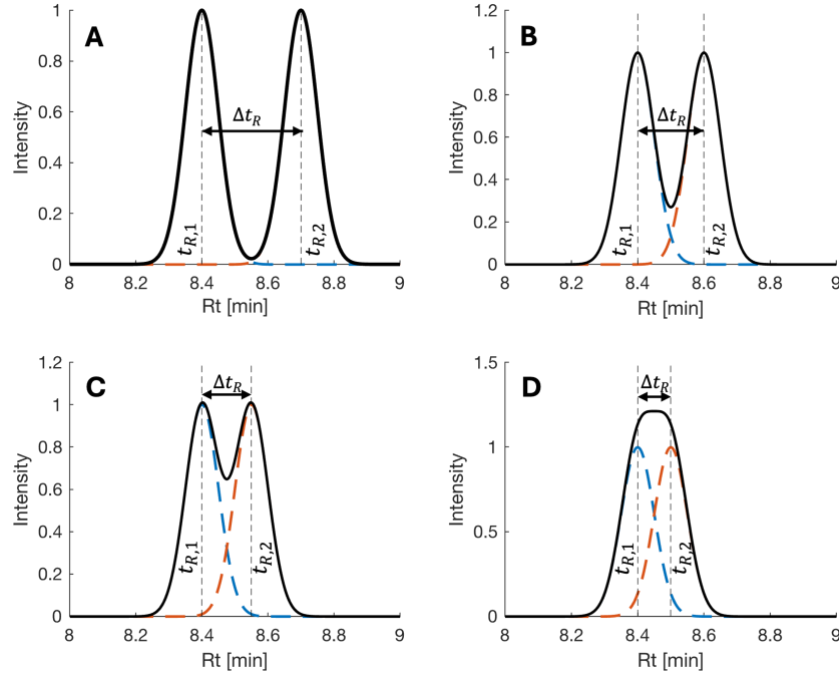 A
Δt_R
t_R,1
t_R,2
Intensity
1
0.8
0.6
0.4
0.2
0
8
8.2
8.4
8.6
8.8
9
Rt [min]
B
Δt_R
t_R,1
t_R,2
Intensity
1.2
1
0.8
0.6
0.4
0.2
0
8
8.2
8.4
8.6
8.8
9
Rt [min]
C
Δt_R
t_R,1
t_R,2
Intensity
1.2
1
0.8
0.6
0.4
0.2
0
8
8.2
8.4
8.6
8.8
9
Rt [min]
D
Δt_R
t_R,1
t_R,2
Intensity
1.5
1
0.5
0
8
8.2
8.4
8.6
8.8
9
Rt [min]